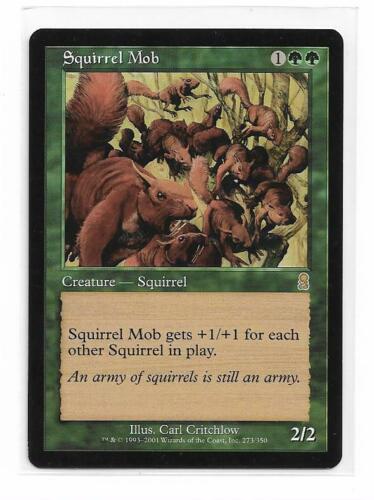 Squirrel Mob 1
Creature — Squirrel
Squirrel Mob gets +1/+1 for each
other Squirrel in play.
An army of squirrels is still an army.
Illus. Carl Critchlow
™ & © 1993–2001 Wizards of the Coast, Inc. 273/350
2/2